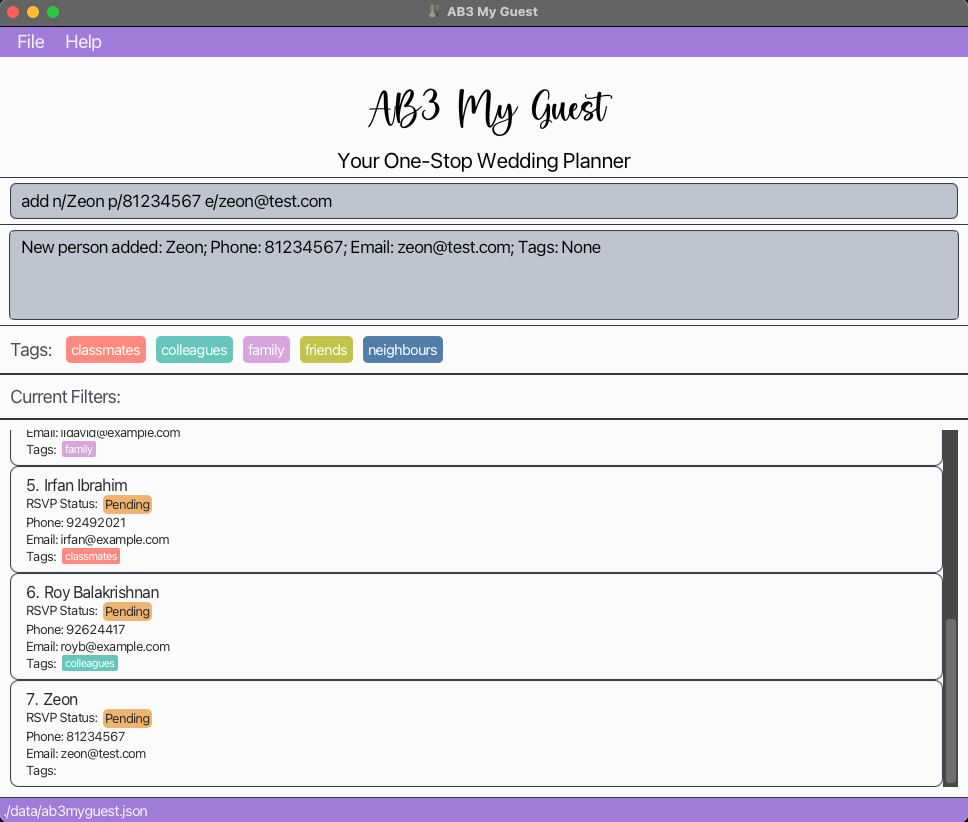 AB3 My Guest
File Help
AB3 My Guest
Your One-Stop Wedding Planner
add n/Zeon p/81234567 e/zeon@test.com
New person added: Zeon; Phone: 81234567; Email: zeon@test.com; Tags: None
Tags: classmates colleagues family friends neighbours
Current Filters:
Email: lidavid@example.com
Tags: family
5. Irfan Ibrahim
RSVP Status: Pending
Phone: 92492021
Email: irfan@example.com
Tags: classmates
6. Roy Balakrishnan
RSVP Status: Pending
Phone: 92624417
Email: royb@example.com
Tags: colleagues
7. Zeon
RSVP Status: Pending
Phone: 81234567
Email: zeon@test.com
Tags:
./data/ab3myguest.json